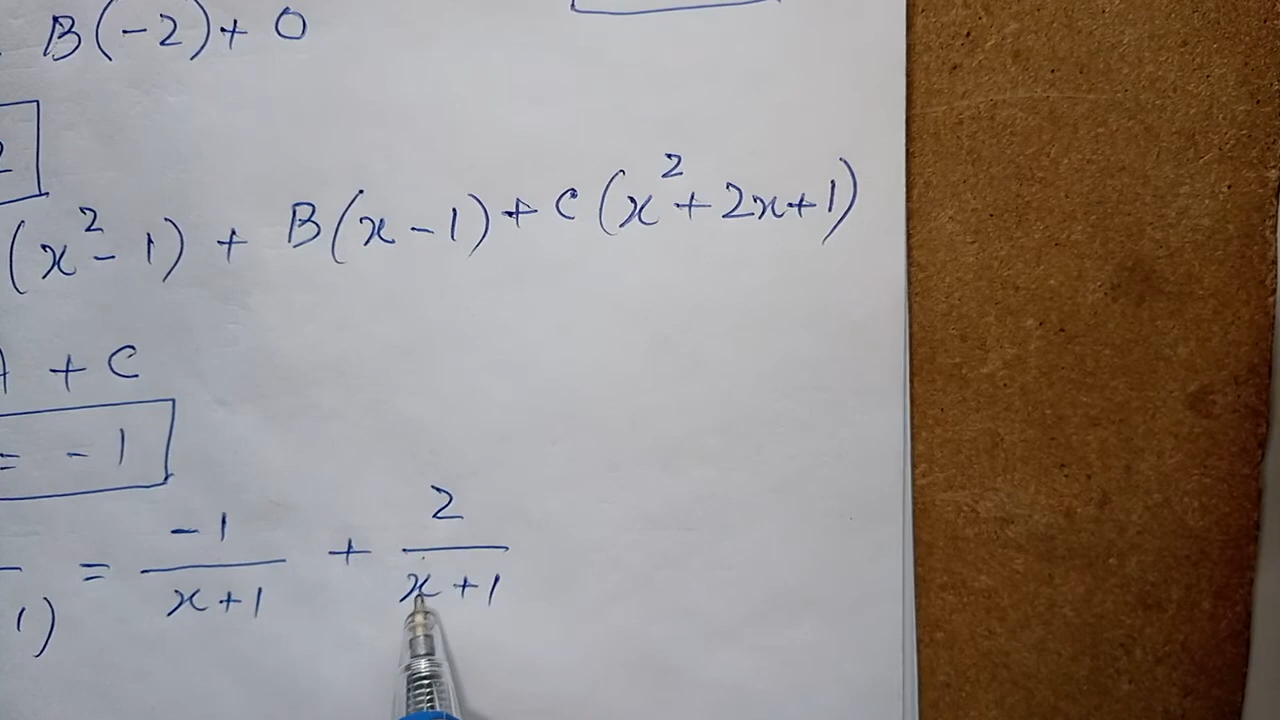 B(-2) + 0
(x² - 1) + B(x - 1) + C(x² + 2x + 1)
+ C
= -1
1) = -1/(x+1) + 2/(x+1)